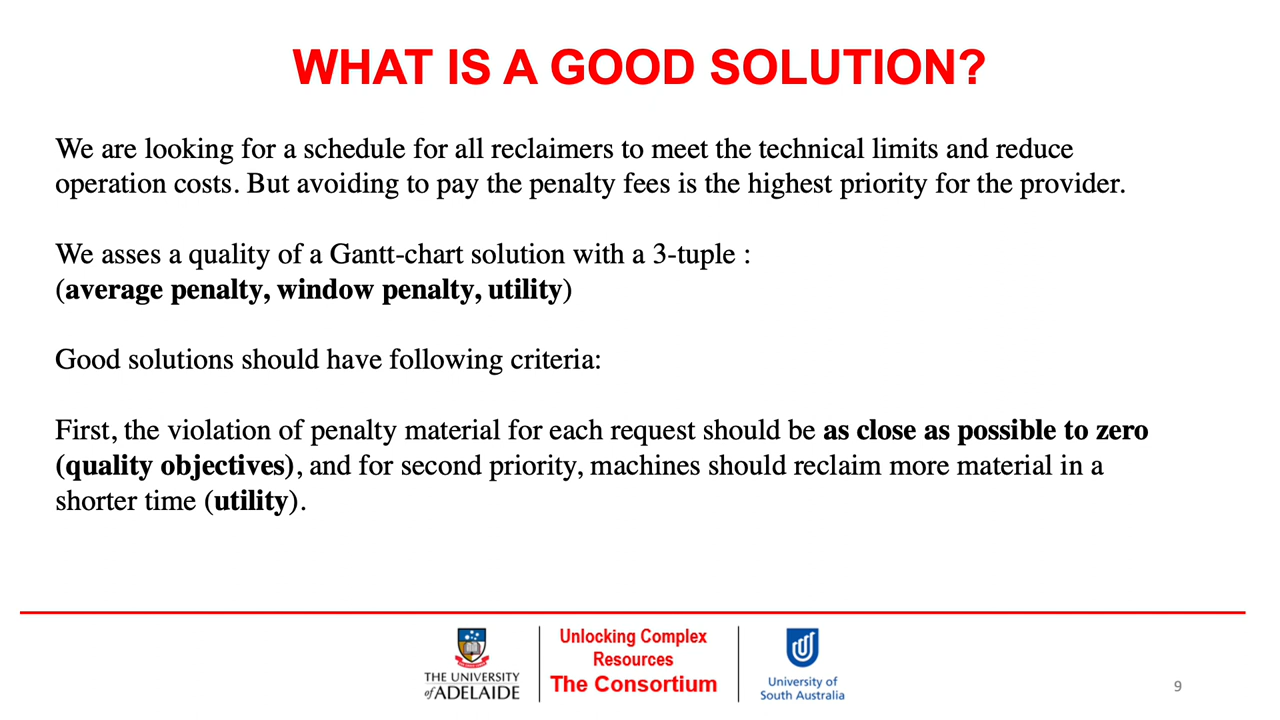 WHAT IS A GOOD SOLUTION?
We are looking for a schedule for all reclaimers to meet the technical limits and reduce
operation costs. But avoiding to pay the penalty fees is the highest priority for the provider.
We asses a quality of a Gantt-chart solution with a 3-tuple :
(average penalty, window penalty, utility)
Good solutions should have following criteria:
First, the violation of penalty material for each request should be as close as possible to zero
(quality objectives), and for second priority, machines should reclaim more material in a
shorter time (utility).
THE UNIVERSITY
of ADELAIDE
Unlocking Complex
Resources
The Consortium
University of
South Australia
9